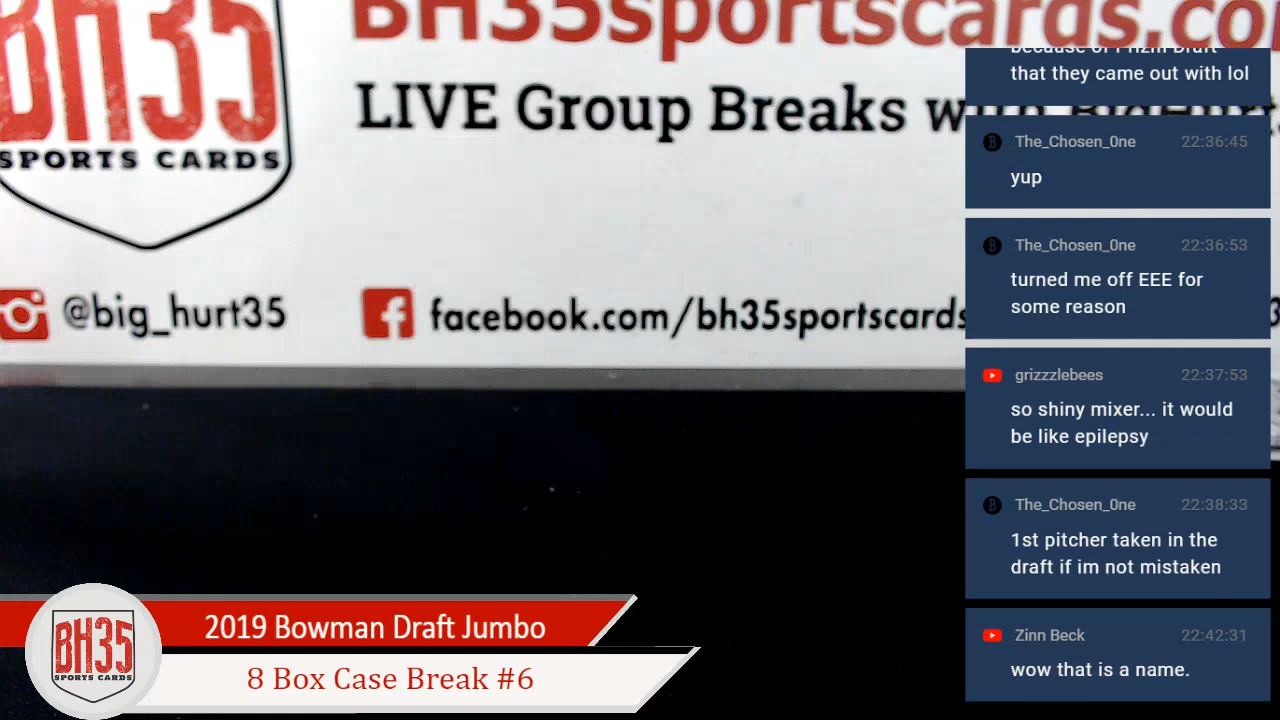 BH35
SPORTS CARDS
BH35sportscards.co
LIVE Group Breaks
@big_hurt35
facebook.com/bh35sportscards
that they came out with lol
The_Chosen_0ne 22:36:45
yup
The_Chosen_0ne 22:36:53
turned me off EEE for
some reason
grizzzlebees 22:37:53
so shiny mixer... it would
be like epilepsy
The_Chosen_0ne 22:38:33
1st pitcher taken in the
draft if im not mistaken
Zinn Beck 22:42:31
wow that is a name.
BH35
SPORTS CARDS
2019 Bowman Draft Jumbo
8 Box Case Break #6